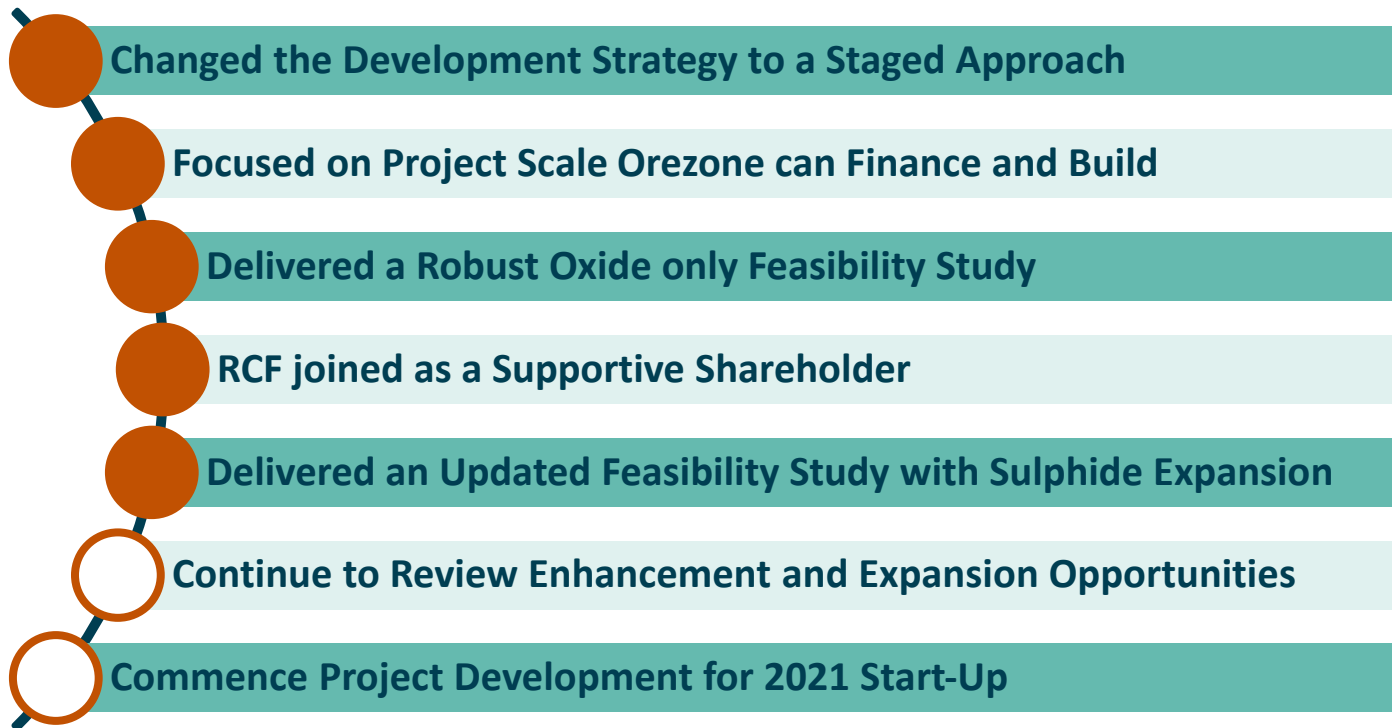 Changed the Development Strategy to a Staged Approach
Focused on Project Scale Orezone can Finance and Build
Delivered a Robust Oxide only Feasibility Study
RCF joined as a Supportive Shareholder
Delivered an Updated Feasibility Study with Sulphide Expansion
Continue to Review Enhancement and Expansion Opportunities
Commence Project Development for 2021 Start-Up